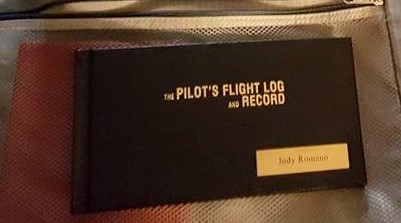 THE PILOT'S FLIGHT LOG
AND RECORD
Judy Romano